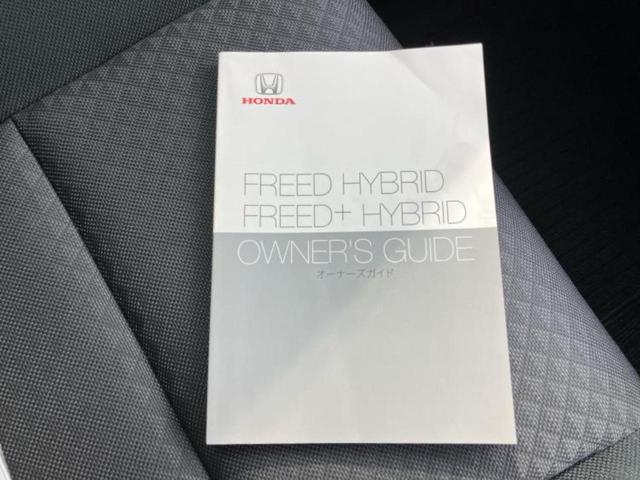 HONDA
FREED HYBRID
FREED+ HYBRID
OWNER'S GUIDE
オーナーズガイド